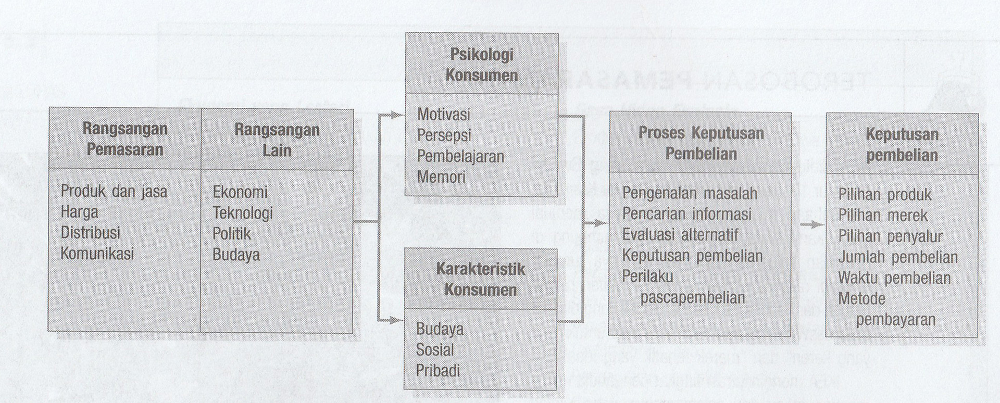 Rangsangan
Pemasaran
Produk dan jasa
Harga
Distribusi
Komunikasi
Rangsangan
Lain
Ekonomi
Teknologi
Politik
Budaya
Psikologi
Konsumen
Motivasi
Persepsi
Pembelajaran
Memori
Karakteristik
Konsumen
Budaya
Sosial
Pribadi
Proses Keputusan
Pembelian
Pengenalan masalah
Pencarian informasi
Evaluasi alternatif
Keputusan pembelian
Perilaku
pascapembelian
Keputusan
pembelian
Pilihan produk
Pilihan merek
Pilihan penyalur
Jumlah pembelian
Waktu pembelian
Metode
pembayaran
TEROBOSAN PEMASARAN